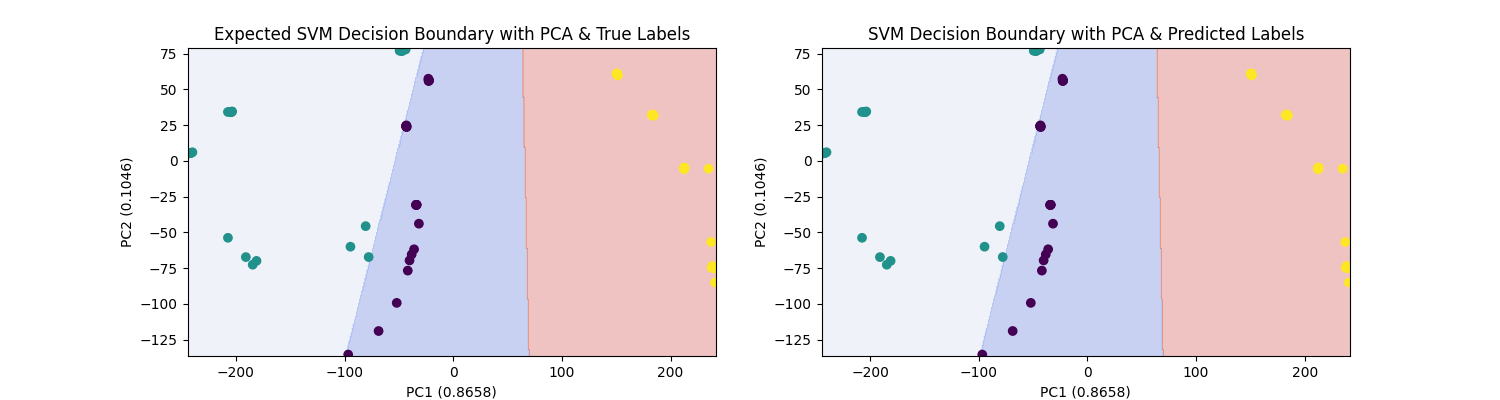 Expected SVM Decision Boundary with PCA & True Labels
75
50
25
0
−25
−50
−75
−100
−125
PC2 (0.1046)
−200 −100 0 100 200
PC1 (0.8658)
SVM Decision Boundary with PCA & Predicted Labels
75
50
25
0
−25
−50
−75
−100
−125
PC2 (0.1046)
−200 −100 0 100 200
PC1 (0.8658)